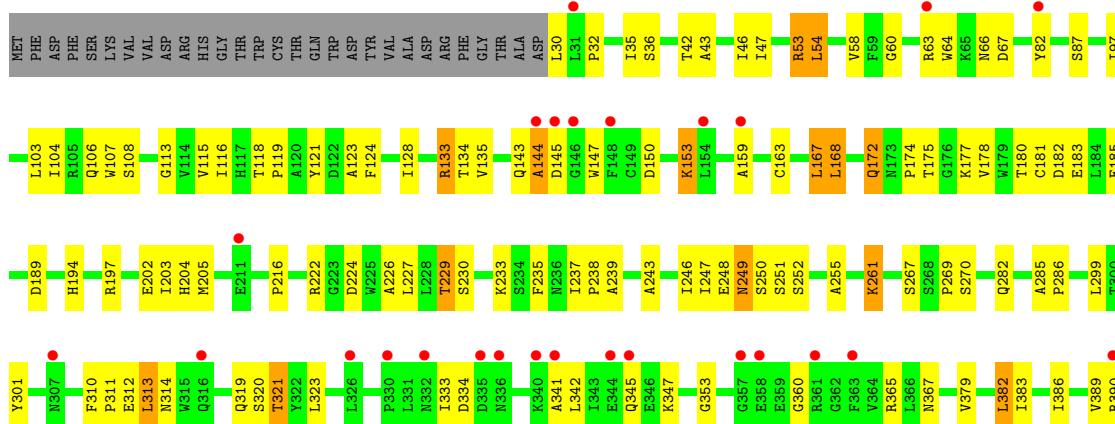 MET PHE ASP PHE SER LYS VAL VAL ASP ARG HIS GLY THR TRP CYS THR GLN TRP ASP TYR VAL ALA ASP ARG PHE GLY THR ALA ASP L30 L31 P32 I35 S36 T42 A43 I46 I47 R53 L54 V58 F59 G60 R63 W64 K65 N66 D67 Y82 S87
L103 I104 R105 Q106 W107 S108 G113 V114 V115 I116 H117 T118 P119 A120 Y121 D122 A123 F124 I128 R133 T134 V135 Q143 A144 D145 G146 W147 F148 C149 D150 K153 L154 A159 C163 L167 L168 Q172 N173 P174 T175 G176 K177 V178 W179 T180 C181 D182 E183 L184
D189 H194 R197 E202 I203 H204 M205 E211 P216 R222 G223 D224 W225 A226 L227 L228 T229 S230 K233 S234 F235 N236 I237 P238 A239 A243 I246 I247 E248 N249 S250 S251 S252 A255 K261 S267 S268 P269 S270 Q282 A285 P286 L299
Y301 N307 F310 P311 E312 L313 N314 W315 Q316 Q319 S320 T321 Y322 L323 L326 P330 L331 N332 I333 D334 D335 N336 K340 A341 L342 I343 E344 Q345 E346 K347 G353 G357 E358 E359 G360 R361 G362 F363 V364 R365 L366 N367 V379 L382 I383 I386 V389